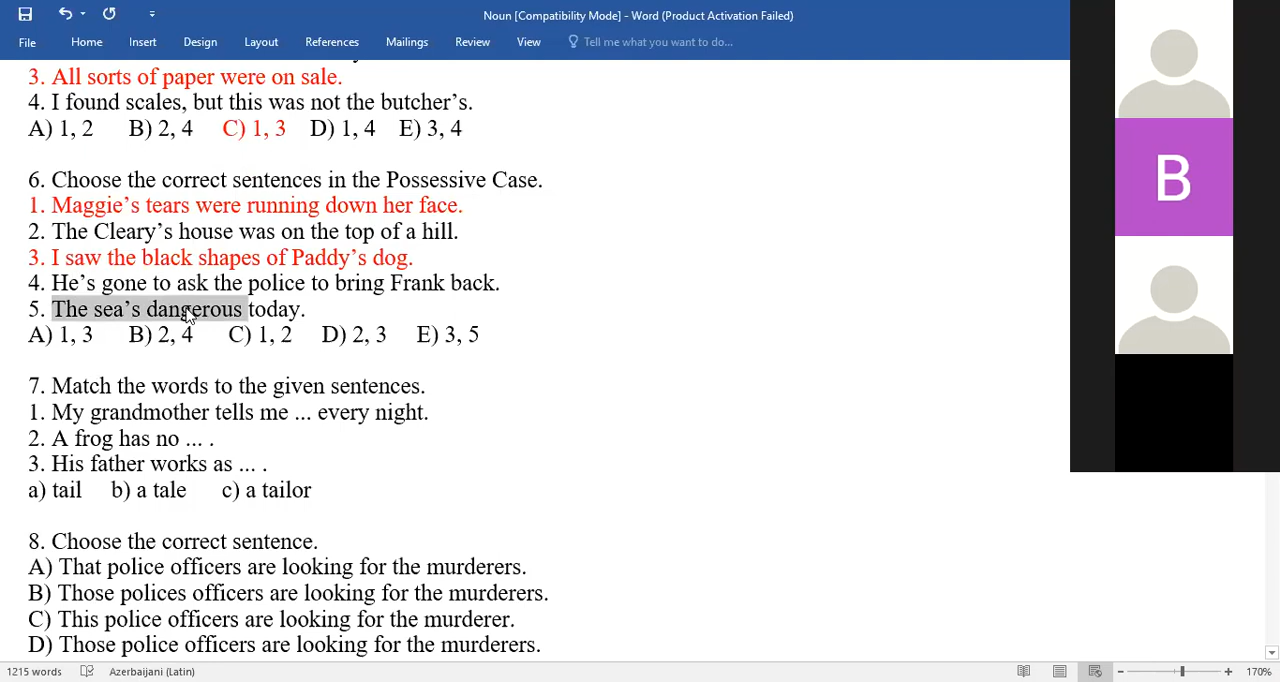 Noun [Compatibility Mode] - Word (Product Activation Failed)
File Home Insert Design Layout References Mailings Review View Tell me what you want to do...
3. All sorts of paper were on sale.
4. I found scales, but this was not the butcher's.
A) 1, 2 B) 2, 4 C) 1, 3 D) 1, 4 E) 3, 4
6. Choose the correct sentences in the Possessive Case.
1. Maggie's tears were running down her face.
2. The Cleary's house was on the top of a hill.
3. I saw the black shapes of Paddy's dog.
4. He's gone to ask the police to bring Frank back.
5. The sea's dangerous today.
A) 1, 3 B) 2, 4 C) 1, 2 D) 2, 3 E) 3, 5
7. Match the words to the given sentences.
1. My grandmother tells me ... every night.
2. A frog has no ... .
3. His father works as ... .
a) tail b) a tale c) a tailor
8. Choose the correct sentence.
A) That police officers are looking for the murderers.
B) Those polices officers are looking for the murderers.
C) This police officers are looking for the murderer.
D) Those police officers are looking for the murderers.
1215 words Azerbaijani (Latin) 170%
B